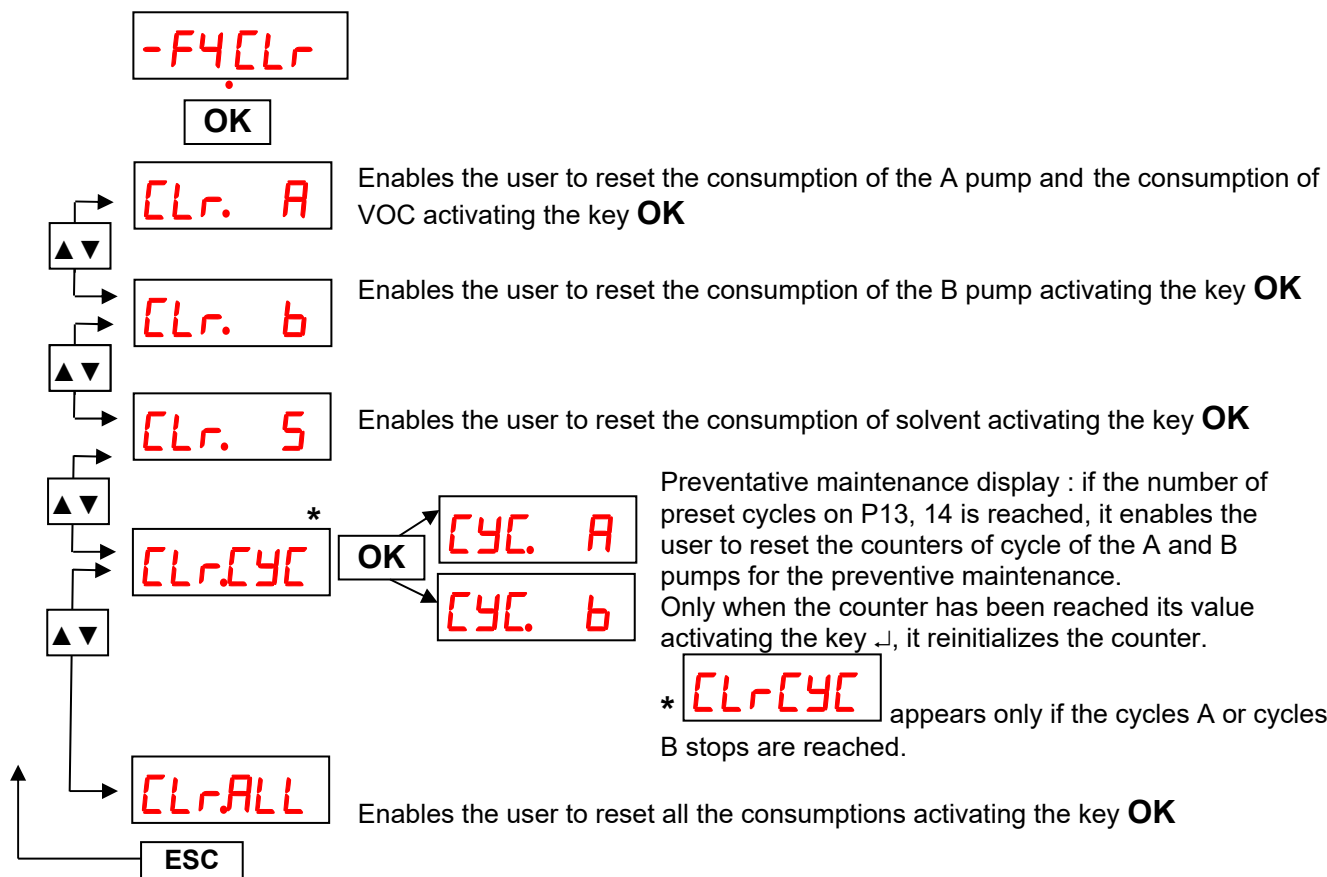 -F4CLr
OK
CLr. A
Enables the user to reset the consumption of the A pump and the consumption of
VOC activating the key OK
▲▼
CLr. b
Enables the user to reset the consumption of the B pump activating the key OK
▲▼
CLr. S
Enables the user to reset the consumption of solvent activating the key OK
▲▼
*
CLr.CYC
OK
CYC. A
CYC. b
Preventative maintenance display : if the number of
preset cycles on P13, 14 is reached, it enables the
user to reset the counters of cycle of the A and B
pumps for the preventive maintenance.
Only when the counter has been reached its value
activating the key ↵, it reinitializes the counter.
* CLrCYC appears only if the cycles A or cycles
B stops are reached.
▲▼
CLr.ALL
Enables the user to reset all the consumptions activating the key OK
ESC